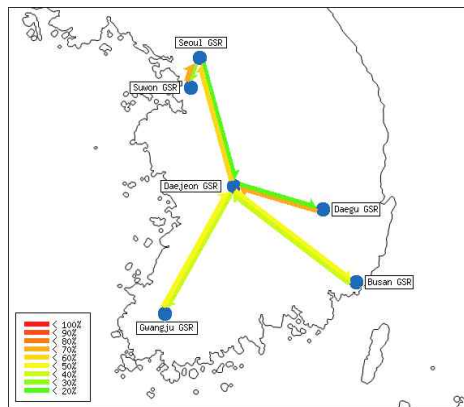 Seoul GSR
Suwon GSR
Daejeon GSR
Daegu GSR
Busan GSR
Gwangju GSR
< 100%
< 90%
< 80%
< 70%
< 60%
< 50%
< 40%
< 30%
< 20%